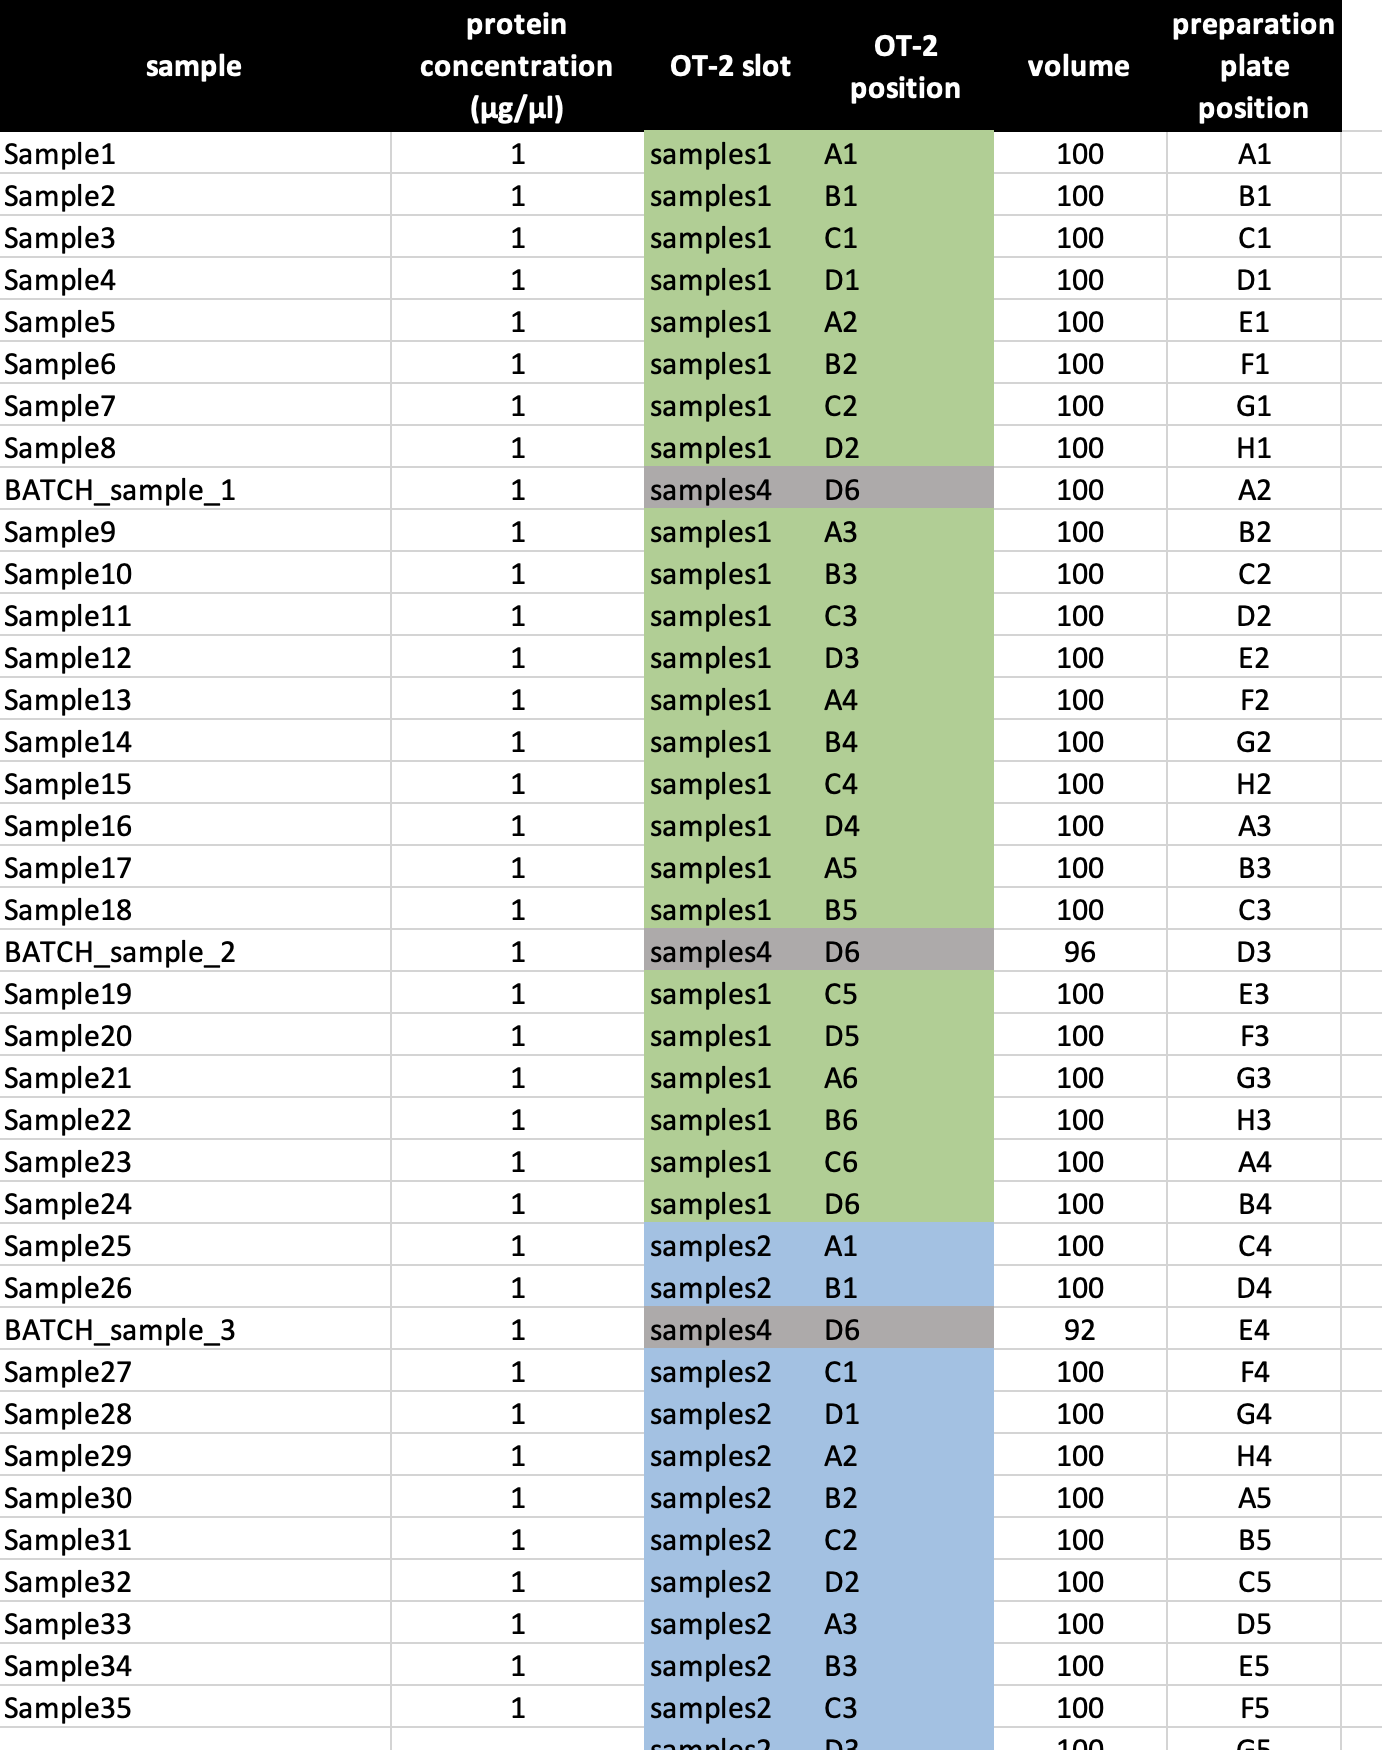 sample protein concentration (µg/µl) OT-2 slot OT-2 position volume preparation plate position
Sample1 1 samples1 A1 100 A1
Sample2 1 samples1 B1 100 B1
Sample3 1 samples1 C1 100 C1
Sample4 1 samples1 D1 100 D1
Sample5 1 samples1 A2 100 E1
Sample6 1 samples1 B2 100 F1
Sample7 1 samples1 C2 100 G1
Sample8 1 samples1 D2 100 H1
BATCH_sample_1 1 samples4 D6 100 A2
Sample9 1 samples1 A3 100 B2
Sample10 1 samples1 B3 100 C2
Sample11 1 samples1 C3 100 D2
Sample12 1 samples1 D3 100 E2
Sample13 1 samples1 A4 100 F2
Sample14 1 samples1 B4 100 G2
Sample15 1 samples1 C4 100 H2
Sample16 1 samples1 D4 100 A3
Sample17 1 samples1 A5 100 B3
Sample18 1 samples1 B5 100 C3
BATCH_sample_2 1 samples4 D6 96 D3
Sample19 1 samples1 C5 100 E3
Sample20 1 samples1 D5 100 F3
Sample21 1 samples1 A6 100 G3
Sample22 1 samples1 B6 100 H3
Sample23 1 samples1 C6 100 A4
Sample24 1 samples1 D6 100 B4
Sample25 1 samples2 A1 100 C4
Sample26 1 samples2 B1 100 D4
BATCH_sample_3 1 samples4 D6 92 E4
Sample27 1 samples2 C1 100 F4
Sample28 1 samples2 D1 100 G4
Sample29 1 samples2 A2 100 H4
Sample30 1 samples2 B2 100 A5
Sample31 1 samples2 C2 100 B5
Sample32 1 samples2 D2 100 C5
Sample33 1 samples2 A3 100 D5
Sample34 1 samples2 B3 100 E5
Sample35 1 samples2 C3 100 F5
samples2 D3 100 G5